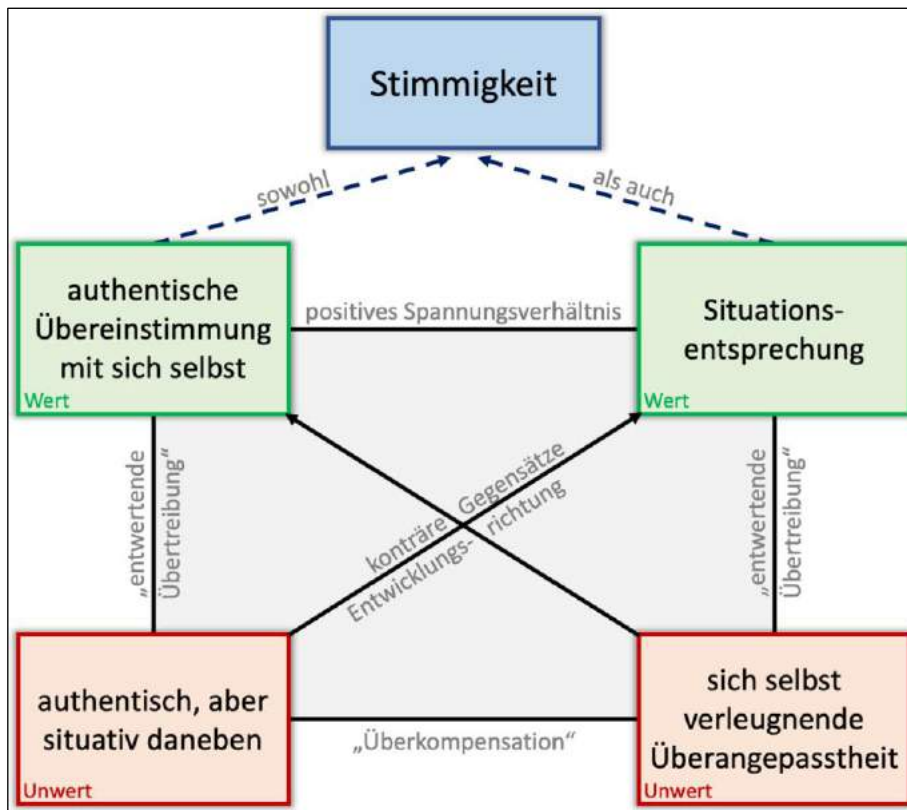 Stimmigkeit
sowohl
als auch
authentische
Übereinstimmung
mit sich selbst
Wert
positives Spannungsverhältnis
Situations-
entsprechung
Wert
„entwertende
Übertreibung“
konträre Gegensätze
Entwicklungs- richtung
„entwertende
Übertreibung“
authentisch, aber
situativ daneben
Unwert
„Überkompensation“
sich selbst
verleugnende
Überangepasstheit
Unwert